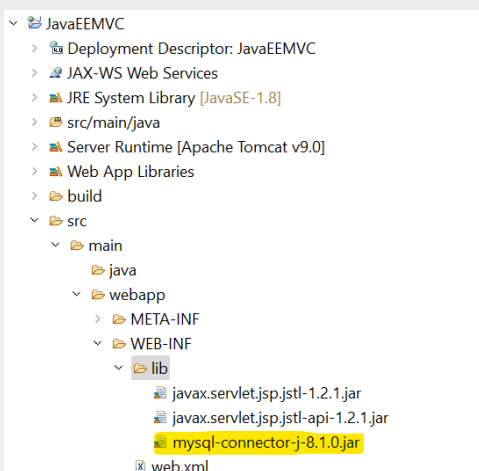 JavaEEMVC
Deployment Descriptor: JavaEEMVC
JAX-WS Web Services
JRE System Library [JavaSE-1.8]
src/main/java
Server Runtime [Apache Tomcat v9.0]
Web App Libraries
build
src
main
java
webapp
META-INF
WEB-INF
lib
javax.servlet.jsp.jstl-1.2.1.jar
javax.servlet.jsp.jstl-api-1.2.1.jar
mysql-connector-j-8.1.0.jar
web.xml